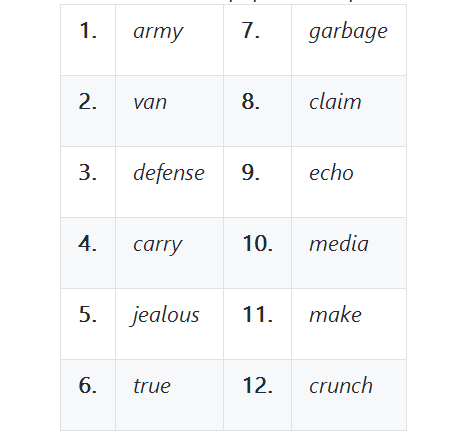 1. army 7. garbage
2. van 8. claim
3. defense 9. echo
4. carry 10. media
5. jealous 11. make
6. true 12. crunch